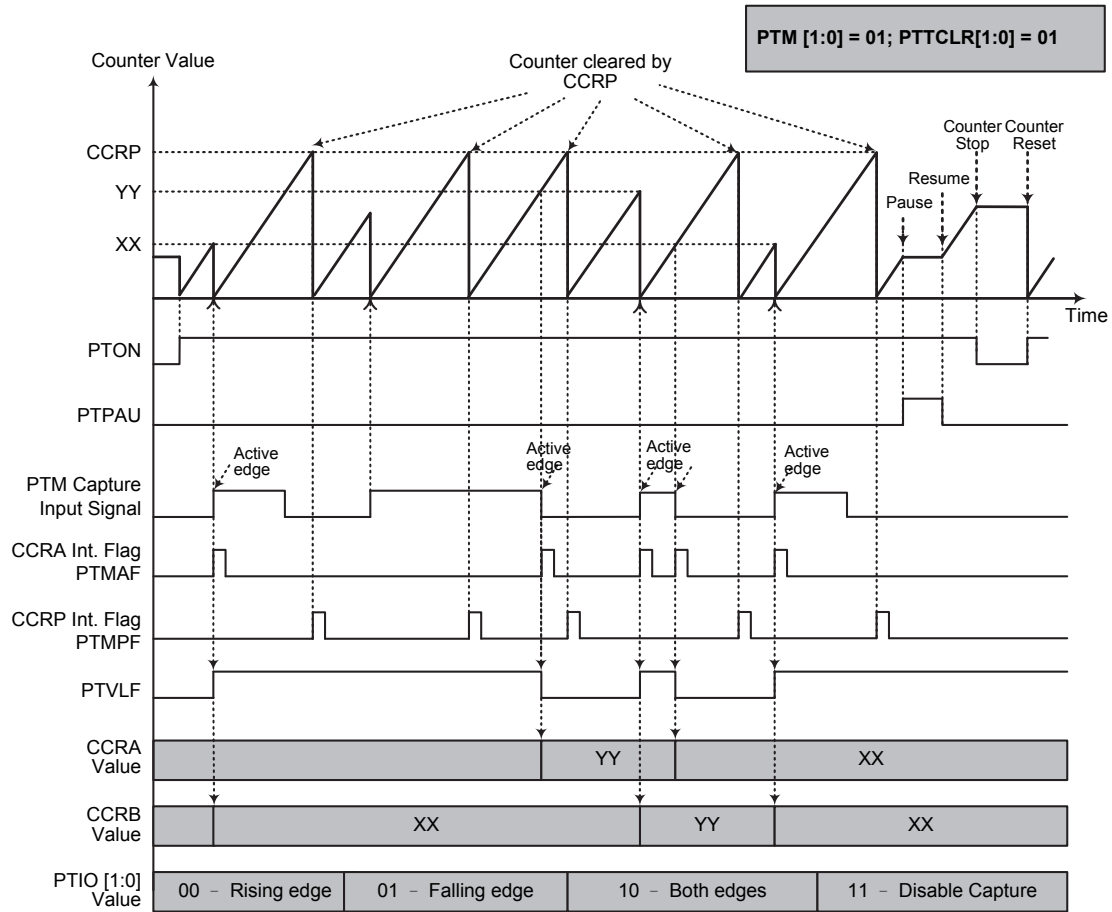 PTM [1:0] = 01; PTTCLR[1:0] = 01
Counter Value
Counter cleared by
CCRP
Counter
Stop
Counter
Reset
CCRP
YY
Resume
Pause
XX
Time
PTON
PTPAU
Active
edge
Active
edge
Active
edge
Active
edge
PTM Capture
Input Signal
CCRA Int. Flag
PTMAF
CCRP Int. Flag
PTMPF
PTVLF
CCRA
Value
YY
XX
CCRB
Value
XX
YY
XX
PTIO [1:0]
Value
00 – Rising edge
01 – Falling edge
10 – Both edges
11 – Disable Capture